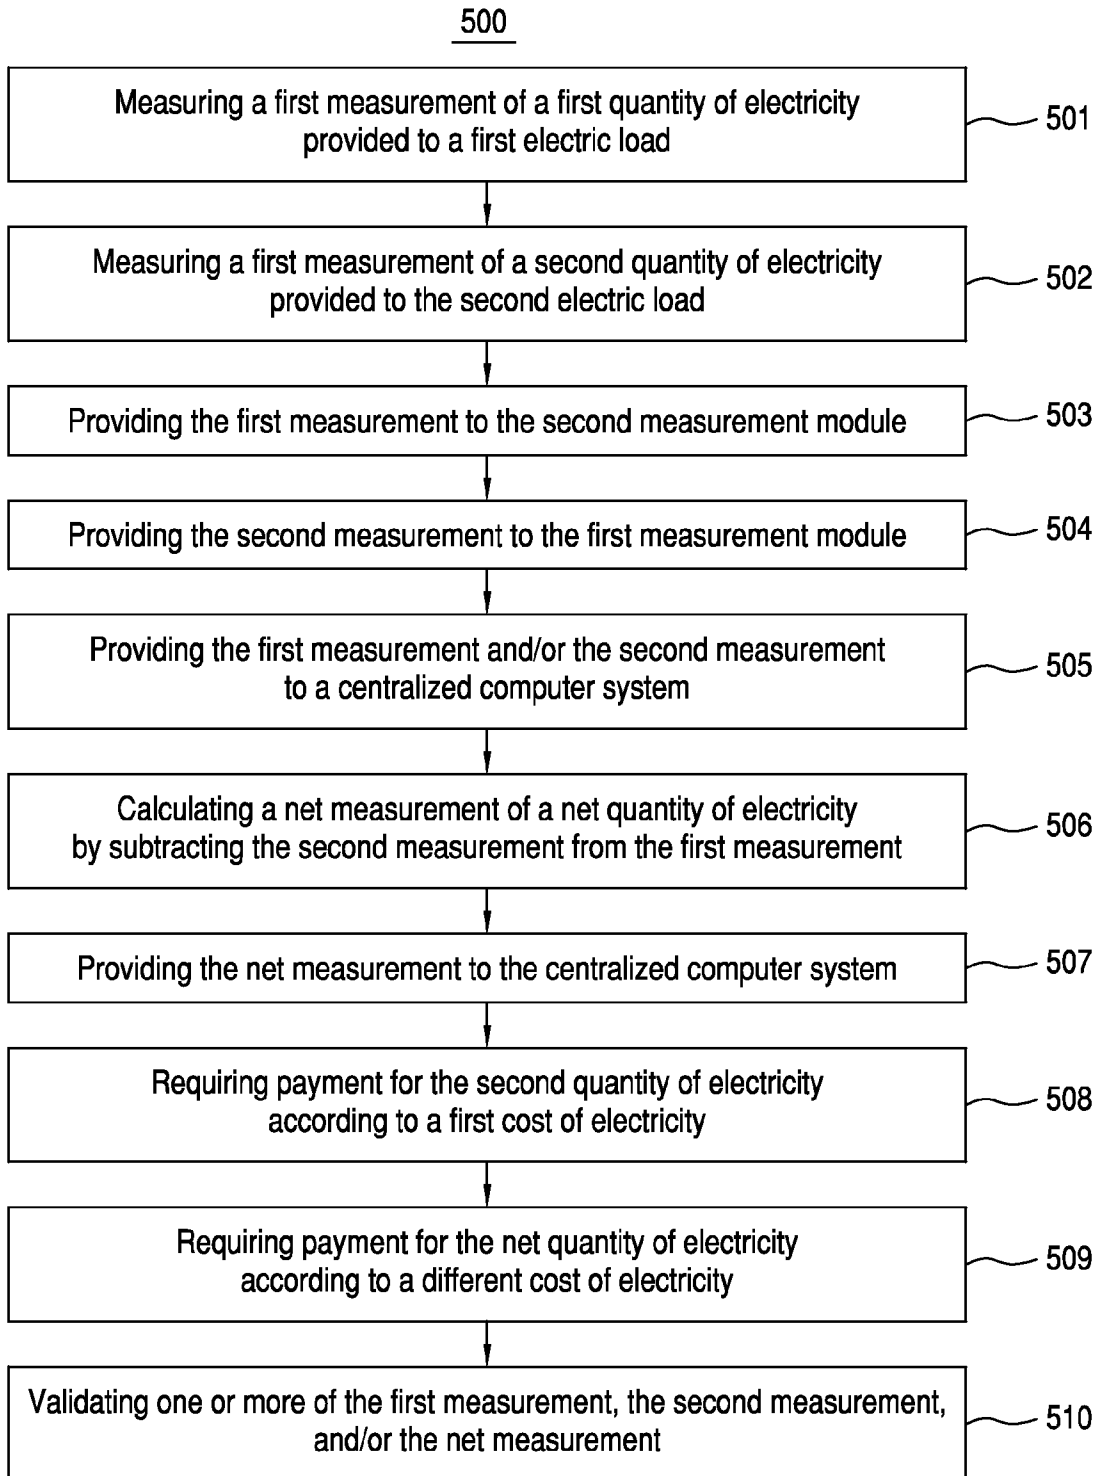 500
Measuring a first measurement of a first quantity of electricity
provided to a first electric load
501
Measuring a first measurement of a second quantity of electricity
provided to the second electric load
502
Providing the first measurement to the second measurement module
503
Providing the second measurement to the first measurement module
504
Providing the first measurement and/or the second measurement
to a centralized computer system
505
Calculating a net measurement of a net quantity of electricity
by subtracting the second measurement from the first measurement
506
Providing the net measurement to the centralized computer system
507
Requiring payment for the second quantity of electricity
according to a first cost of electricity
508
Requiring payment for the net quantity of electricity
according to a different cost of electricity
509
Validating one or more of the first measurement, the second measurement,
and/or the net measurement
510